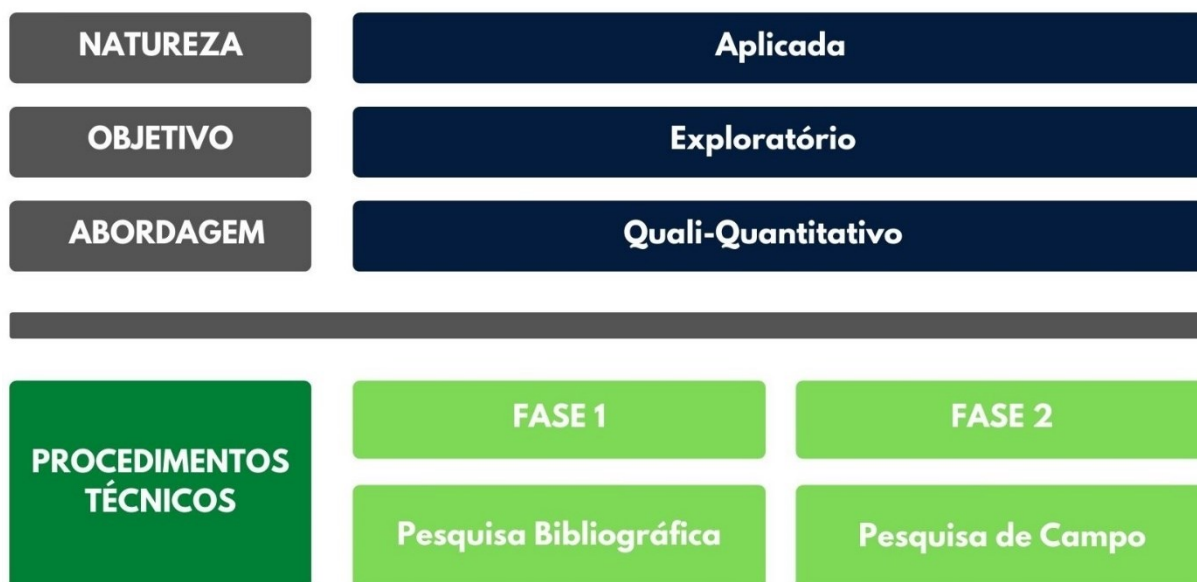 NATUREZA
Aplicada
OBJETIVO
Exploratório
ABORDAGEM
Quali-Quantitativo
PROCEDIMENTOS
TÉCNICOS
FASE 1
FASE 2
Pesquisa Bibliográfica
Pesquisa de Campo